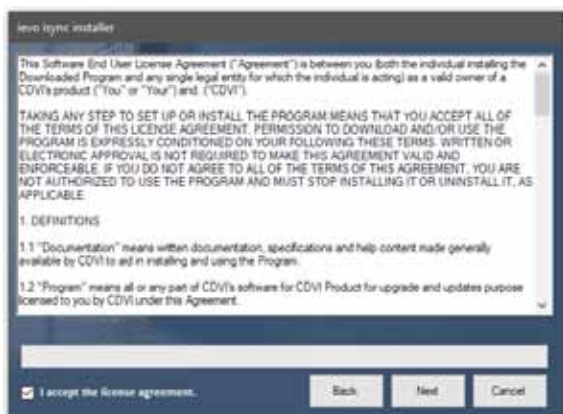 ievo isync installer
This Software End User License Agreement ("Agreement") is between you (both the individual installing the
Downloaded Program and any single legal entity for which the individual is acting) as a valid owner of a
CDVI's product ("You" or "Your") and. ("CDVI").
TAKING ANY STEP TO SET UP OR INSTALL THE PROGRAM MEANS THAT YOU ACCEPT ALL OF
THE TERMS OF THIS LICENSE AGREEMENT. PERMISSION TO DOWNLOAD AND/OR USE THE
PROGRAM IS EXPRESSLY CONDITIONED ON YOUR FOLLOWING THESE TERMS. WRITTEN OR
ELECTRONIC APPROVAL IS NOT REQUIRED TO MAKE THIS AGREEMENT VALID AND
ENFORCEABLE. IF YOU DO NOT AGREE TO ALL OF THE TERMS OF THIS AGREEMENT, YOU ARE
NOT AUTHORIZED TO USE THE PROGRAM AND MUST STOP INSTALLING IT OR UNINSTALL IT, AS
APPLICABLE.
1. DEFINITIONS
1.1 "Documentation" means written documentation, specifications and help content made generally
available by CDVI to aid in installing and using the Program.
1.2 "Program" means all or any part of CDVI's software for CDVI Product for upgrade and updates purpose
licensed to you by CDVI under this Agreement.
I accept the license agreement.
Back Next Cancel